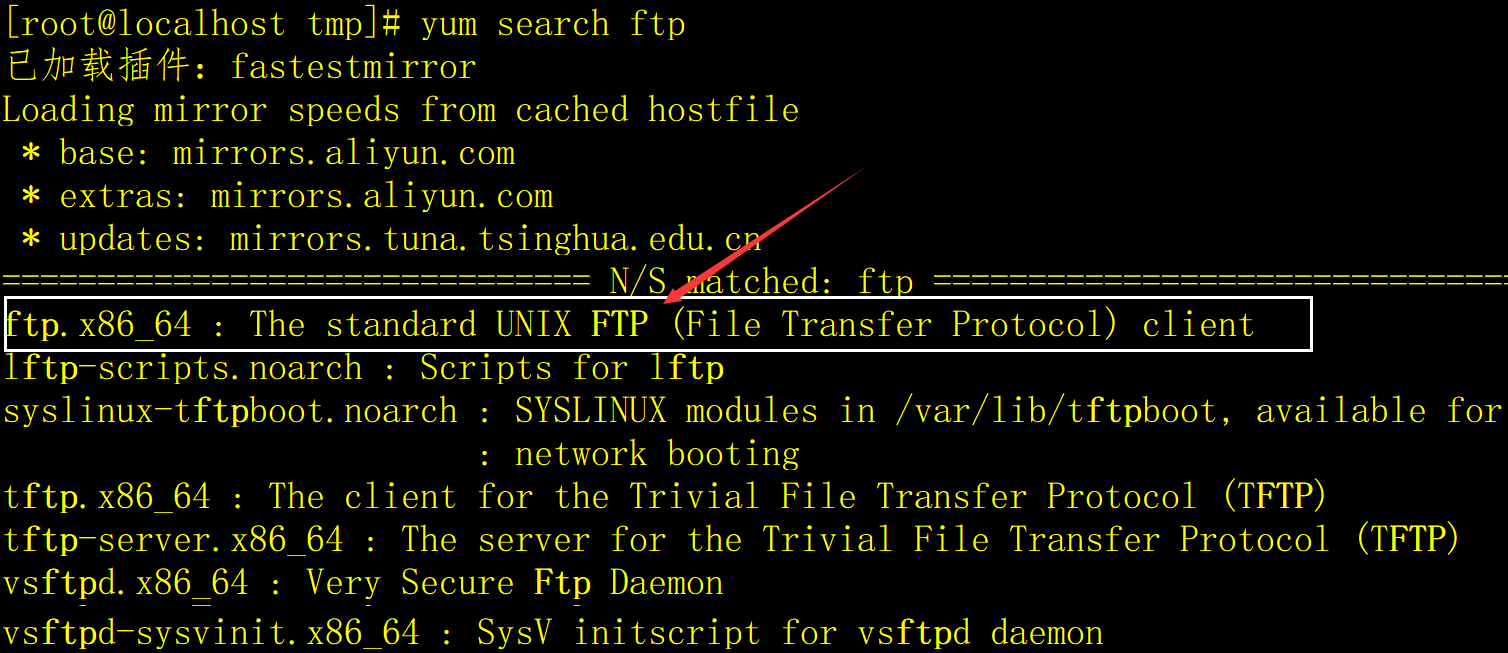 [root@localhost tmp]# yum search ftp
已加载插件：fastestmirror
Loading mirror speeds from cached hostfile
 * base: mirrors.aliyun.com
 * extras: mirrors.aliyun.com
 * updates: mirrors.tuna.tsinghua.edu.cn
=============================== N/S matched: ftp ===============================
ftp.x86_64 : The standard UNIX FTP (File Transfer Protocol) client
lftp-scripts.noarch : Scripts for lftp
syslinux-tftpboot.noarch : SYSLINUX modules in /var/lib/tftpboot, available for
                         : network booting
tftp.x86_64 : The client for the Trivial File Transfer Protocol (TFTP)
tftp-server.x86_64 : The server for the Trivial File Transfer Protocol (TFTP)
vsftpd.x86_64 : Very Secure Ftp Daemon
vsftpd-sysvinit.x86_64 : SysV initscript for vsftpd daemon